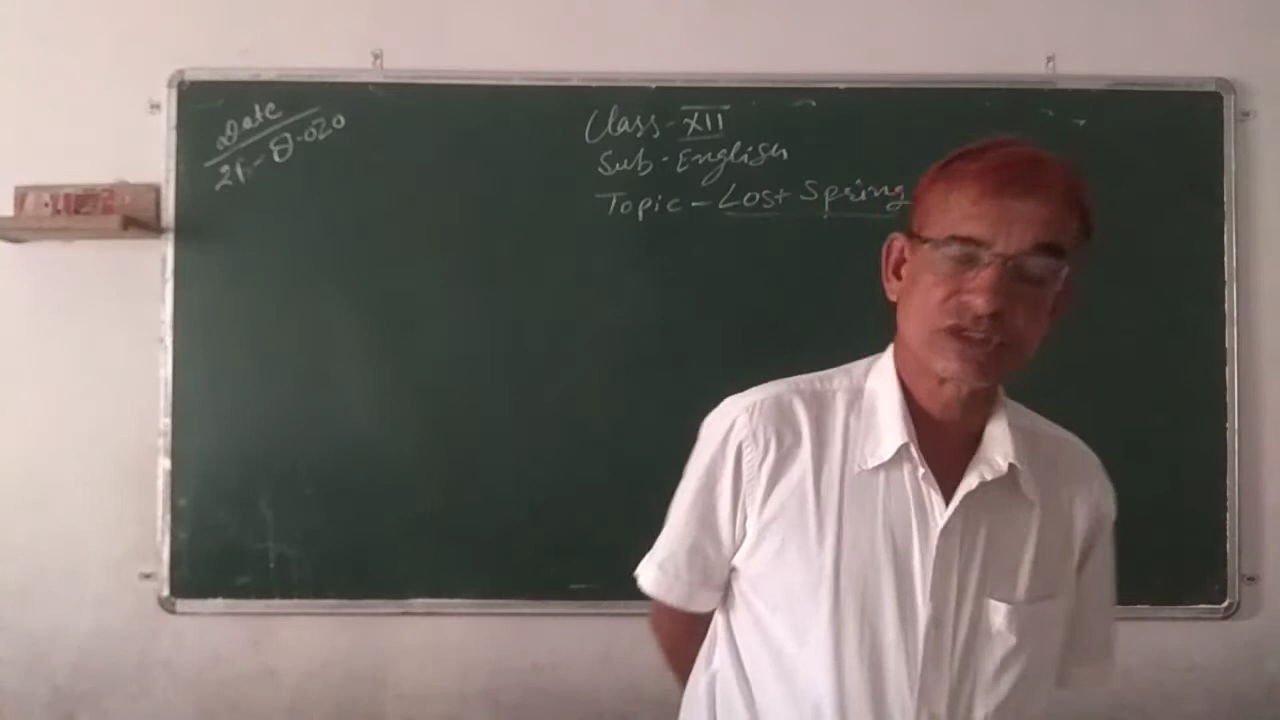 Date
21-8-020
Class-XII
Sub-English
Topic-Lost Spring